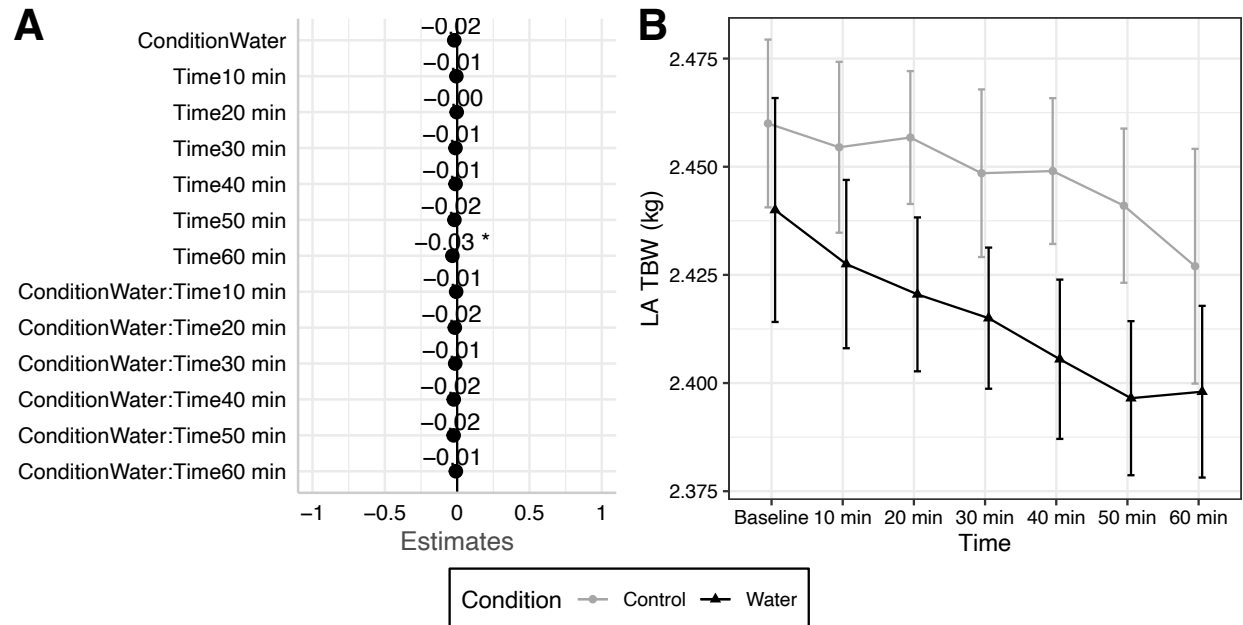 A
ConditionWater −0.02
Time10 min −0.01
Time20 min −0.00
Time30 min −0.01
Time40 min −0.01
Time50 min −0.02
Time60 min −0.03 *
ConditionWater:Time10 min −0.01
ConditionWater:Time20 min −0.02
ConditionWater:Time30 min −0.01
ConditionWater:Time40 min −0.02
ConditionWater:Time50 min −0.02
ConditionWater:Time60 min −0.01
−1 −0.5 0 0.5 1
Estimates
B
2.475
2.450
2.425
2.400
2.375
LA TBW (kg)
Baseline 10 min 20 min 30 min 40 min 50 min 60 min
Time
Condition Control Water